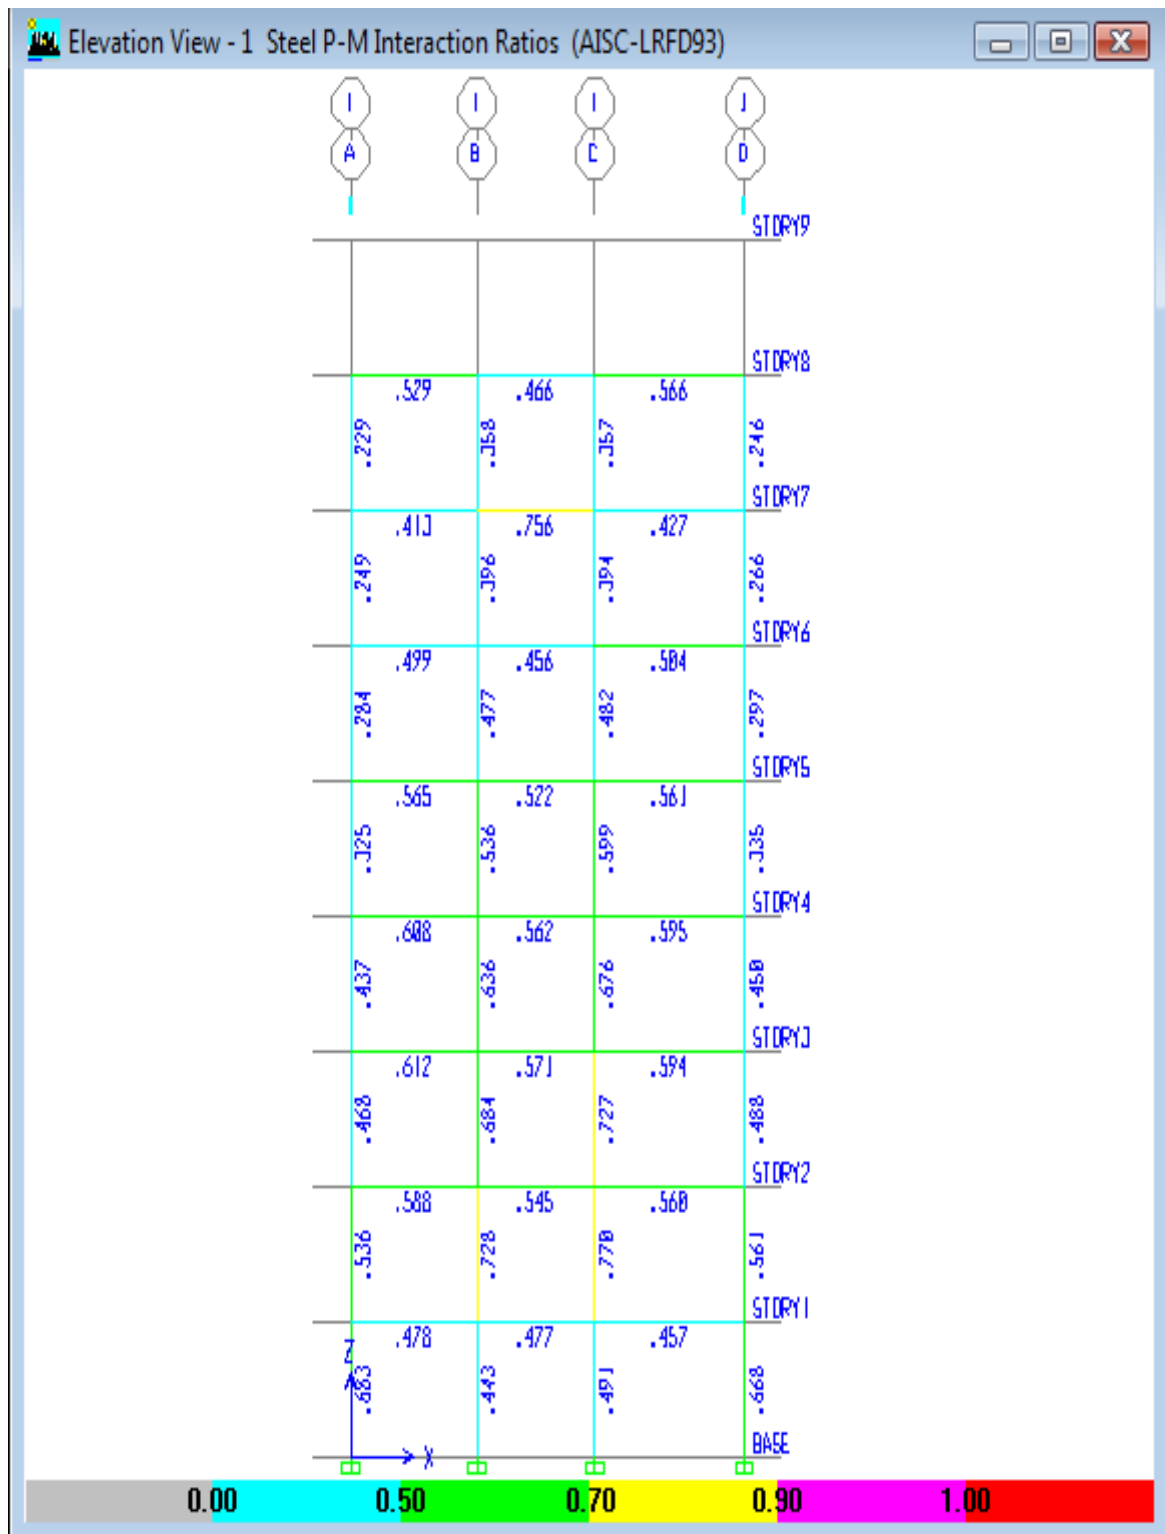 Elevation View - 1 Steel P-M Interaction Ratios (AISC-LRFD93)
I I I J
A B C D
STORY9
STORY8
.529 .466 .566
.229 .358 .357 .246
STORY7
.413 .756 .427
.249 .396 .394 .266
STORY6
.499 .456 .504
.284 .477 .482 .297
STORY5
.565 .522 .561
.325 .536 .599 .335
STORY4
.608 .562 .595
.437 .636 .676 .450
STORY3
.612 .571 .594
.468 .684 .727 .488
STORY2
.588 .545 .560
.536 .728 .770 .561
STORY1
.478 .477 .457
Z
.683 .443 .491 .668
BASE
X
0.00 0.50 0.70 0.90 1.00